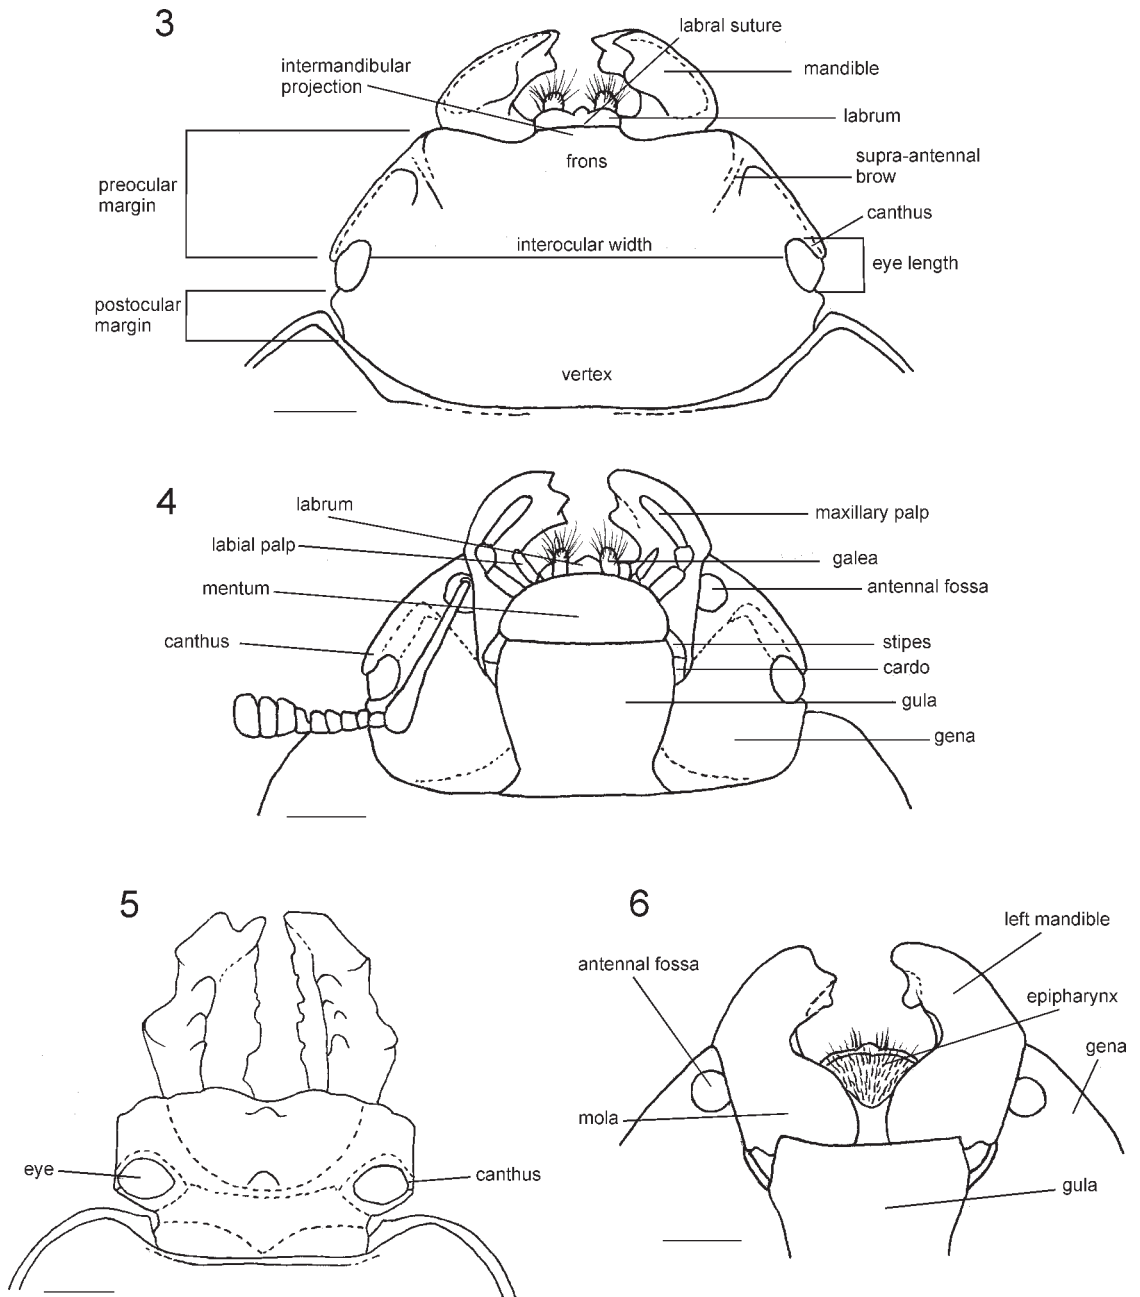 3
labral suture
intermandibular
projection
mandible
labrum
frons
supra-antennal
brow
preocular
margin
canthus
interocular width
eye length
postocular
margin
vertex
4
labrum
maxillary palp
labial palp
galea
mentum
antennal fossa
canthus
stipes
cardo
gula
gena
5
eye
canthus
6
left mandible
antennal fossa
epipharynx
gena
mola
gula